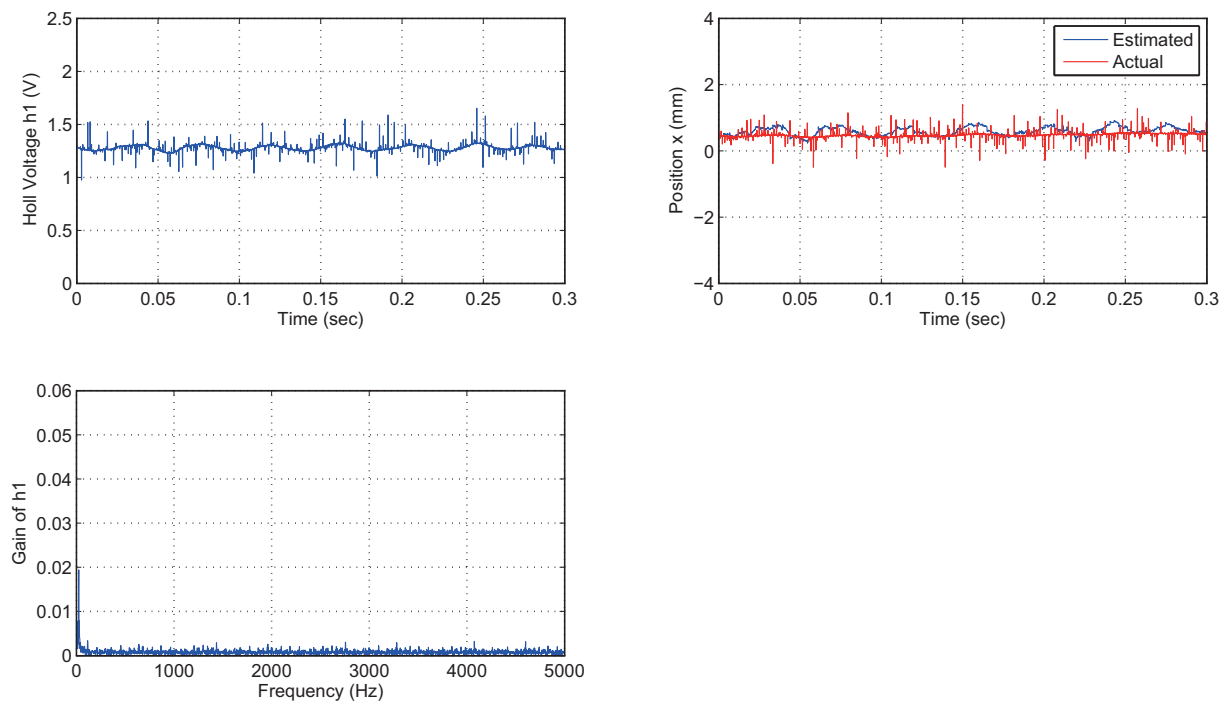 2.5
2
1.5
1
0.5
0
0 0.05 0.1 0.15 0.2 0.25 0.3
Holl Voltage h1 (V)
Time (sec)
4
2
0
−2
−4
0 0.05 0.1 0.15 0.2 0.25 0.3
Position x (mm)
Time (sec)
Estimated
Actual
0.06
0.05
0.04
0.03
0.02
0.01
0
0 1000 2000 3000 4000 5000
Gain of h1
Frequency (Hz)